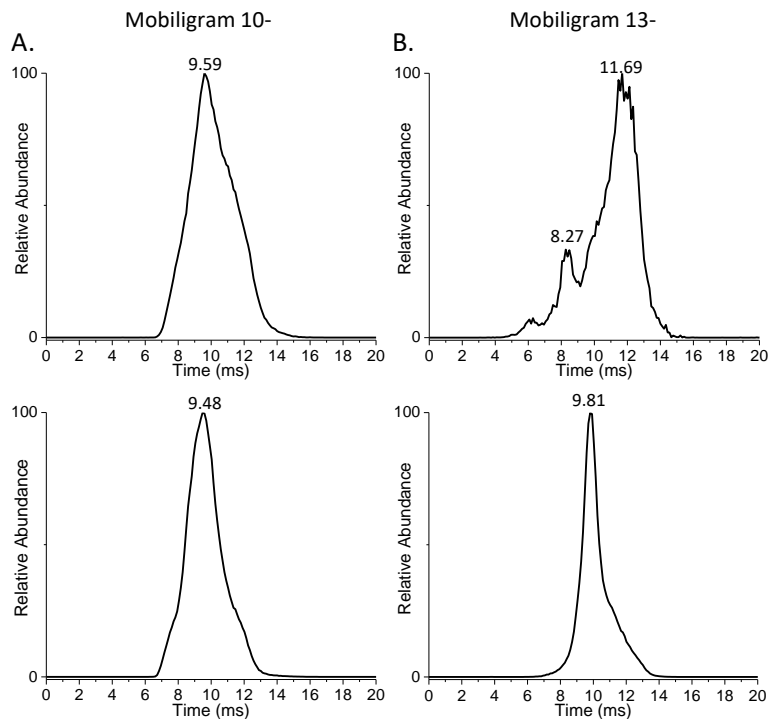 Mobiligram 10-
Mobiligram 13-
A.
B.
9.59
100
Relative Abundance
0
0 2 4 6 8 10 12 14 16 18 20
Time (ms)
11.69
8.27
100
Relative Abundance
0
0 2 4 6 8 10 12 14 16 18 20
Time (ms)
9.48
100
Relative Abundance
0
0 2 4 6 8 10 12 14 16 18 20
Time (ms)
9.81
100
Relative Abundance
0
0 2 4 6 8 10 12 14 16 18 20
Time (ms)